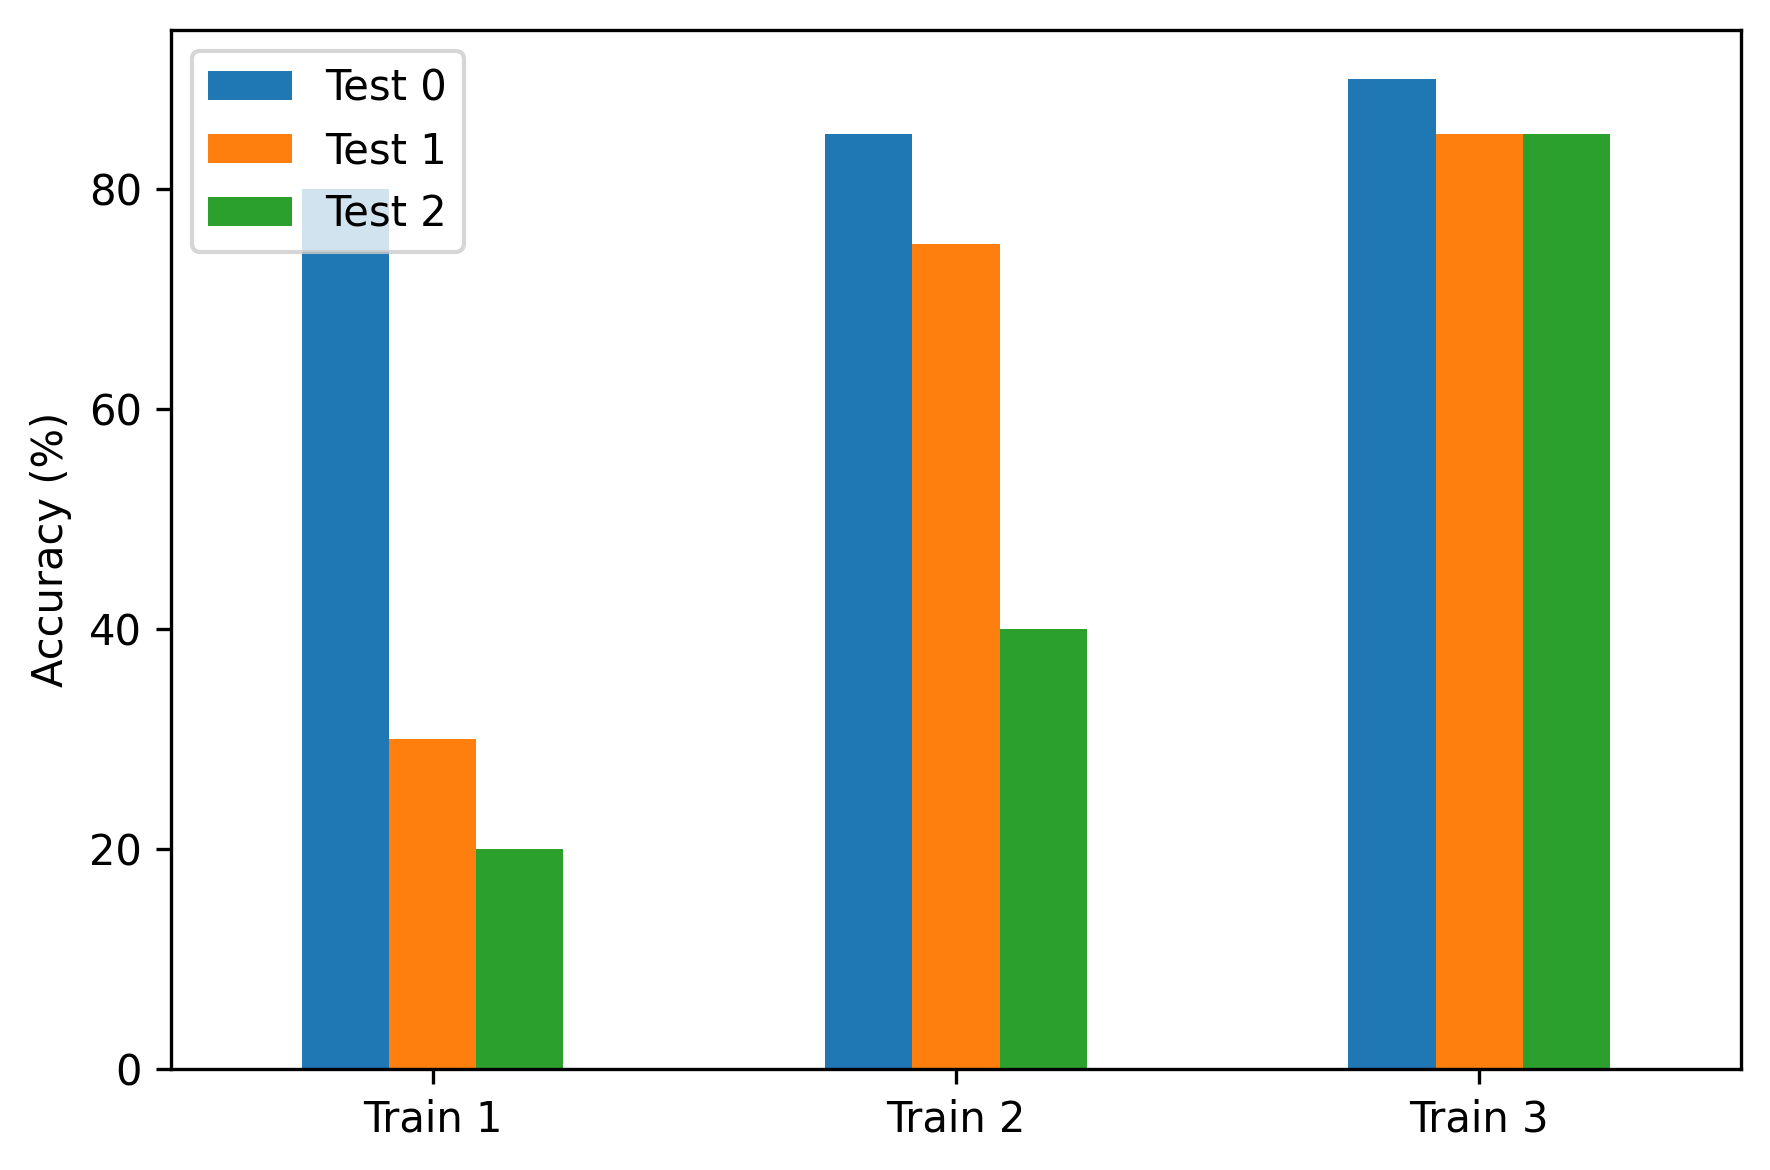 Test 0
Test 1
Test 2
80
60
40
20
0
Accuracy (%)
Train 1 Train 2 Train 3